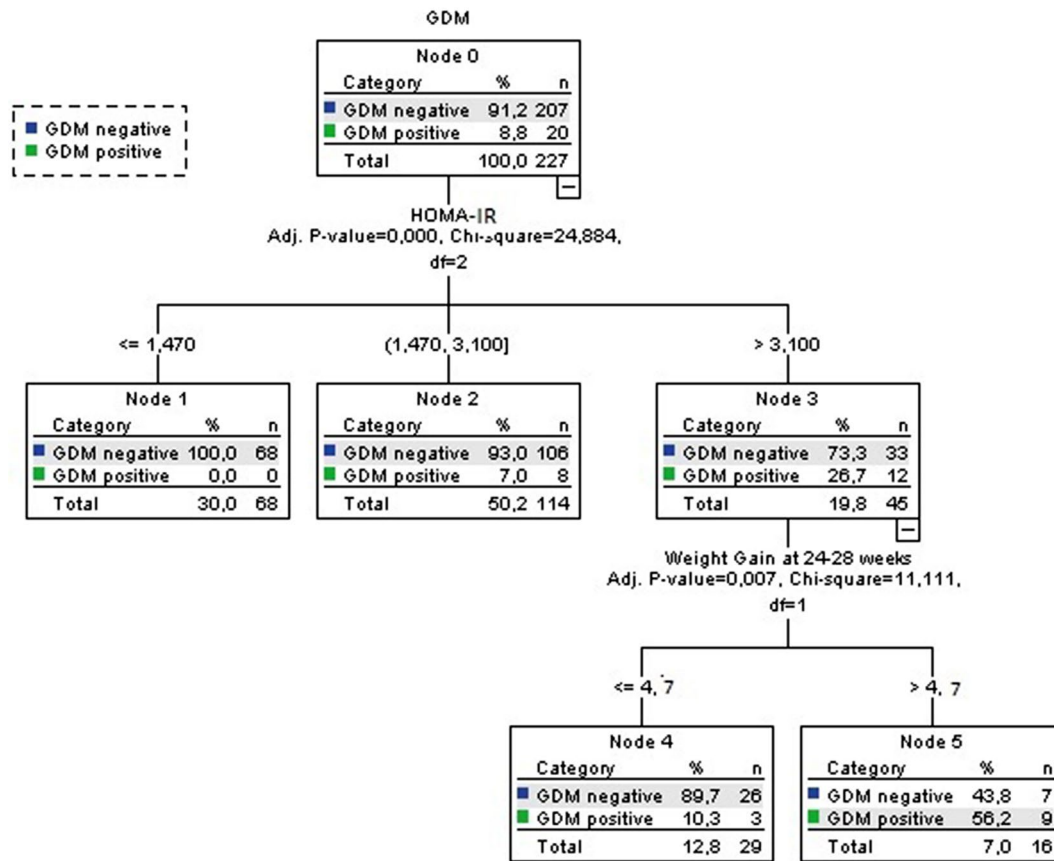 GDM
Node 0
Category % n
GDM negative 91,2 207
GDM positive 8,8 20
Total 100,0 227
GDM negative
GDM positive
HOMA-IR
Adj. P-value=0,000, Chi-square=24,884,
df=2
<= 1,470
(1,470, 3,100]
> 3,100
Node 1
Category % n
GDM negative 100,0 68
GDM positive 0,0 0
Total 30,0 68
Node 2
Category % n
GDM negative 93,0 106
GDM positive 7,0 8
Total 50,2 114
Node 3
Category % n
GDM negative 73,3 33
GDM positive 26,7 12
Total 19,8 45
Weight Gain at 24-28 weeks
Adj. P-value=0,007, Chi-square=11,111,
df=1
<= 4, 7
> 4, 7
Node 4
Category % n
GDM negative 89,7 26
GDM positive 10,3 3
Total 12,8 29
Node 5
Category % n
GDM negative 43,8 7
GDM positive 56,2 9
Total 7,0 16